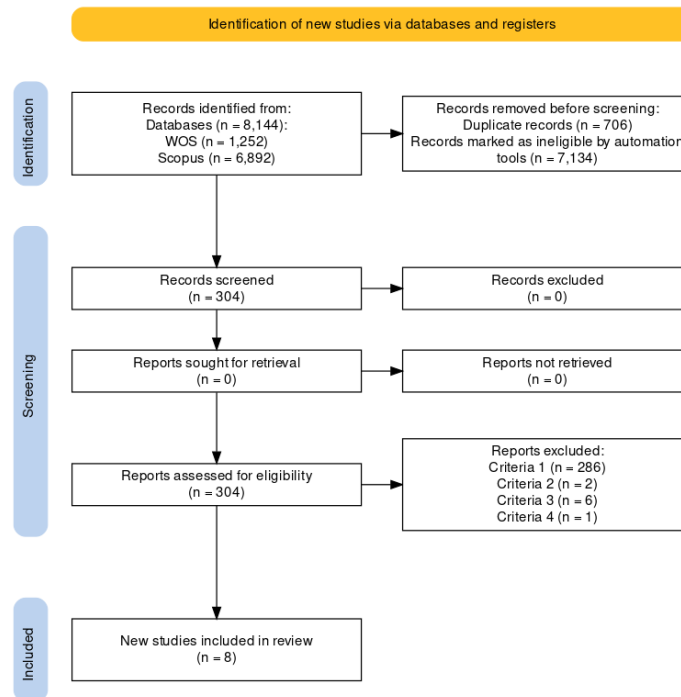 Identification of new studies via databases and registers
Identification
Records identified from:
Databases (n = 8,144):
WOS (n = 1,252)
Scopus (n = 6,892)
Records removed before screening:
Duplicate records (n = 706)
Records marked as ineligible by automation
tools (n = 7,134)
Screening
Records screened
(n = 304)
Records excluded
(n = 0)
Reports sought for retrieval
(n = 0)
Reports not retrieved
(n = 0)
Reports assessed for eligibility
(n = 304)
Reports excluded:
Criteria 1 (n = 286)
Criteria 2 (n = 2)
Criteria 3 (n = 6)
Criteria 4 (n = 1)
Included
New studies included in review
(n = 8)